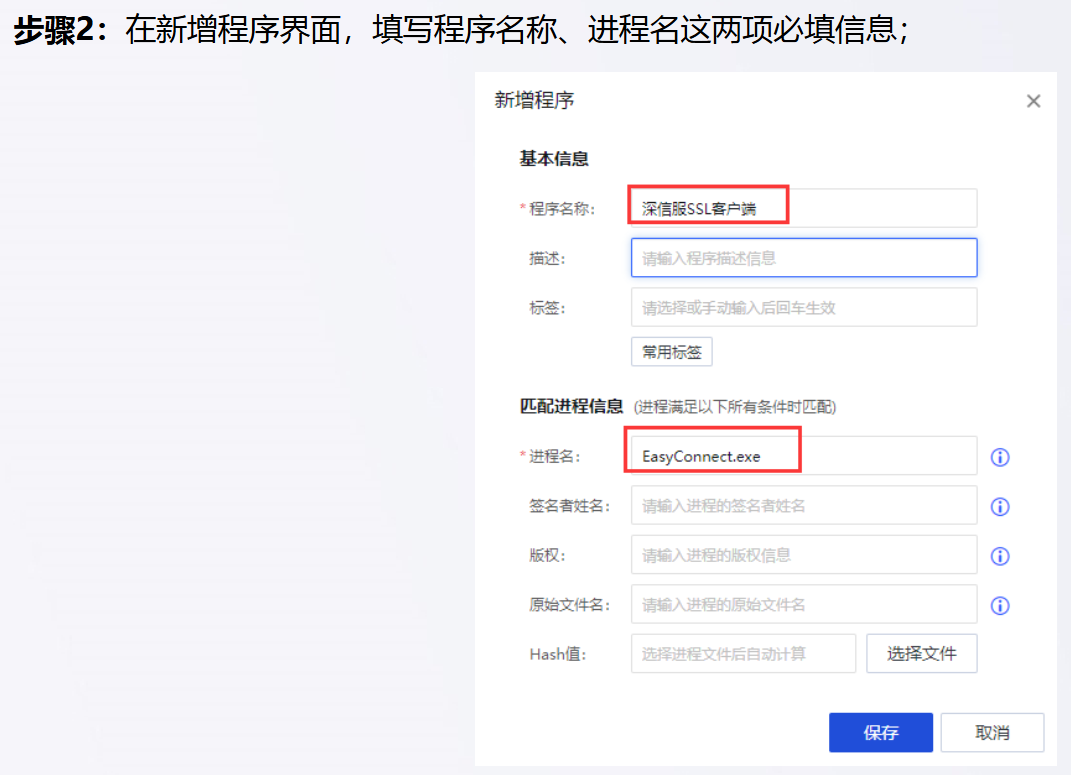 步骤2：在新增程序界面，填写程序名称、进程名这两项必填信息；
新增程序
基本信息
*程序名称： 深信服SSL客户端
描述： 请输入程序描述信息
标签： 请选择或手动输入后回车生效
常用标签
匹配进程信息 (进程满足以下所有条件时匹配)
*进程名： EasyConnect.exe
签名者姓名： 请输入进程的签名者姓名
版权： 请输入进程的版权信息
原始文件名： 请输入进程的原始文件名
Hash值： 选择进程文件后自动计算 选择文件
保存 取消